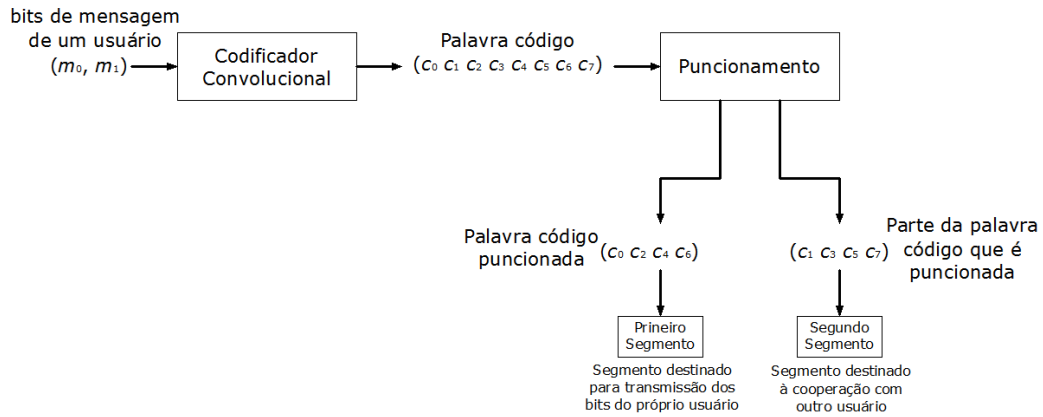 bits de mensagem
de um usuário
(m₀, m₁)
Codificador
Convolucional
Palavra código
(c₀ c₁ c₂ c₃ c₄ c₅ c₆ c₇)
Puncionamento
Palavra código
puncionada
(c₀ c₂ c₄ c₆)
(c₁ c₃ c₅ c₇)
Parte da palavra
código que é
puncionada
Prineiro
Segmento
Segmento destinado
para transmissão dos
bits do próprio usuário
Segundo
Segmento
Segmento destinado
à cooperação com
outro usuário